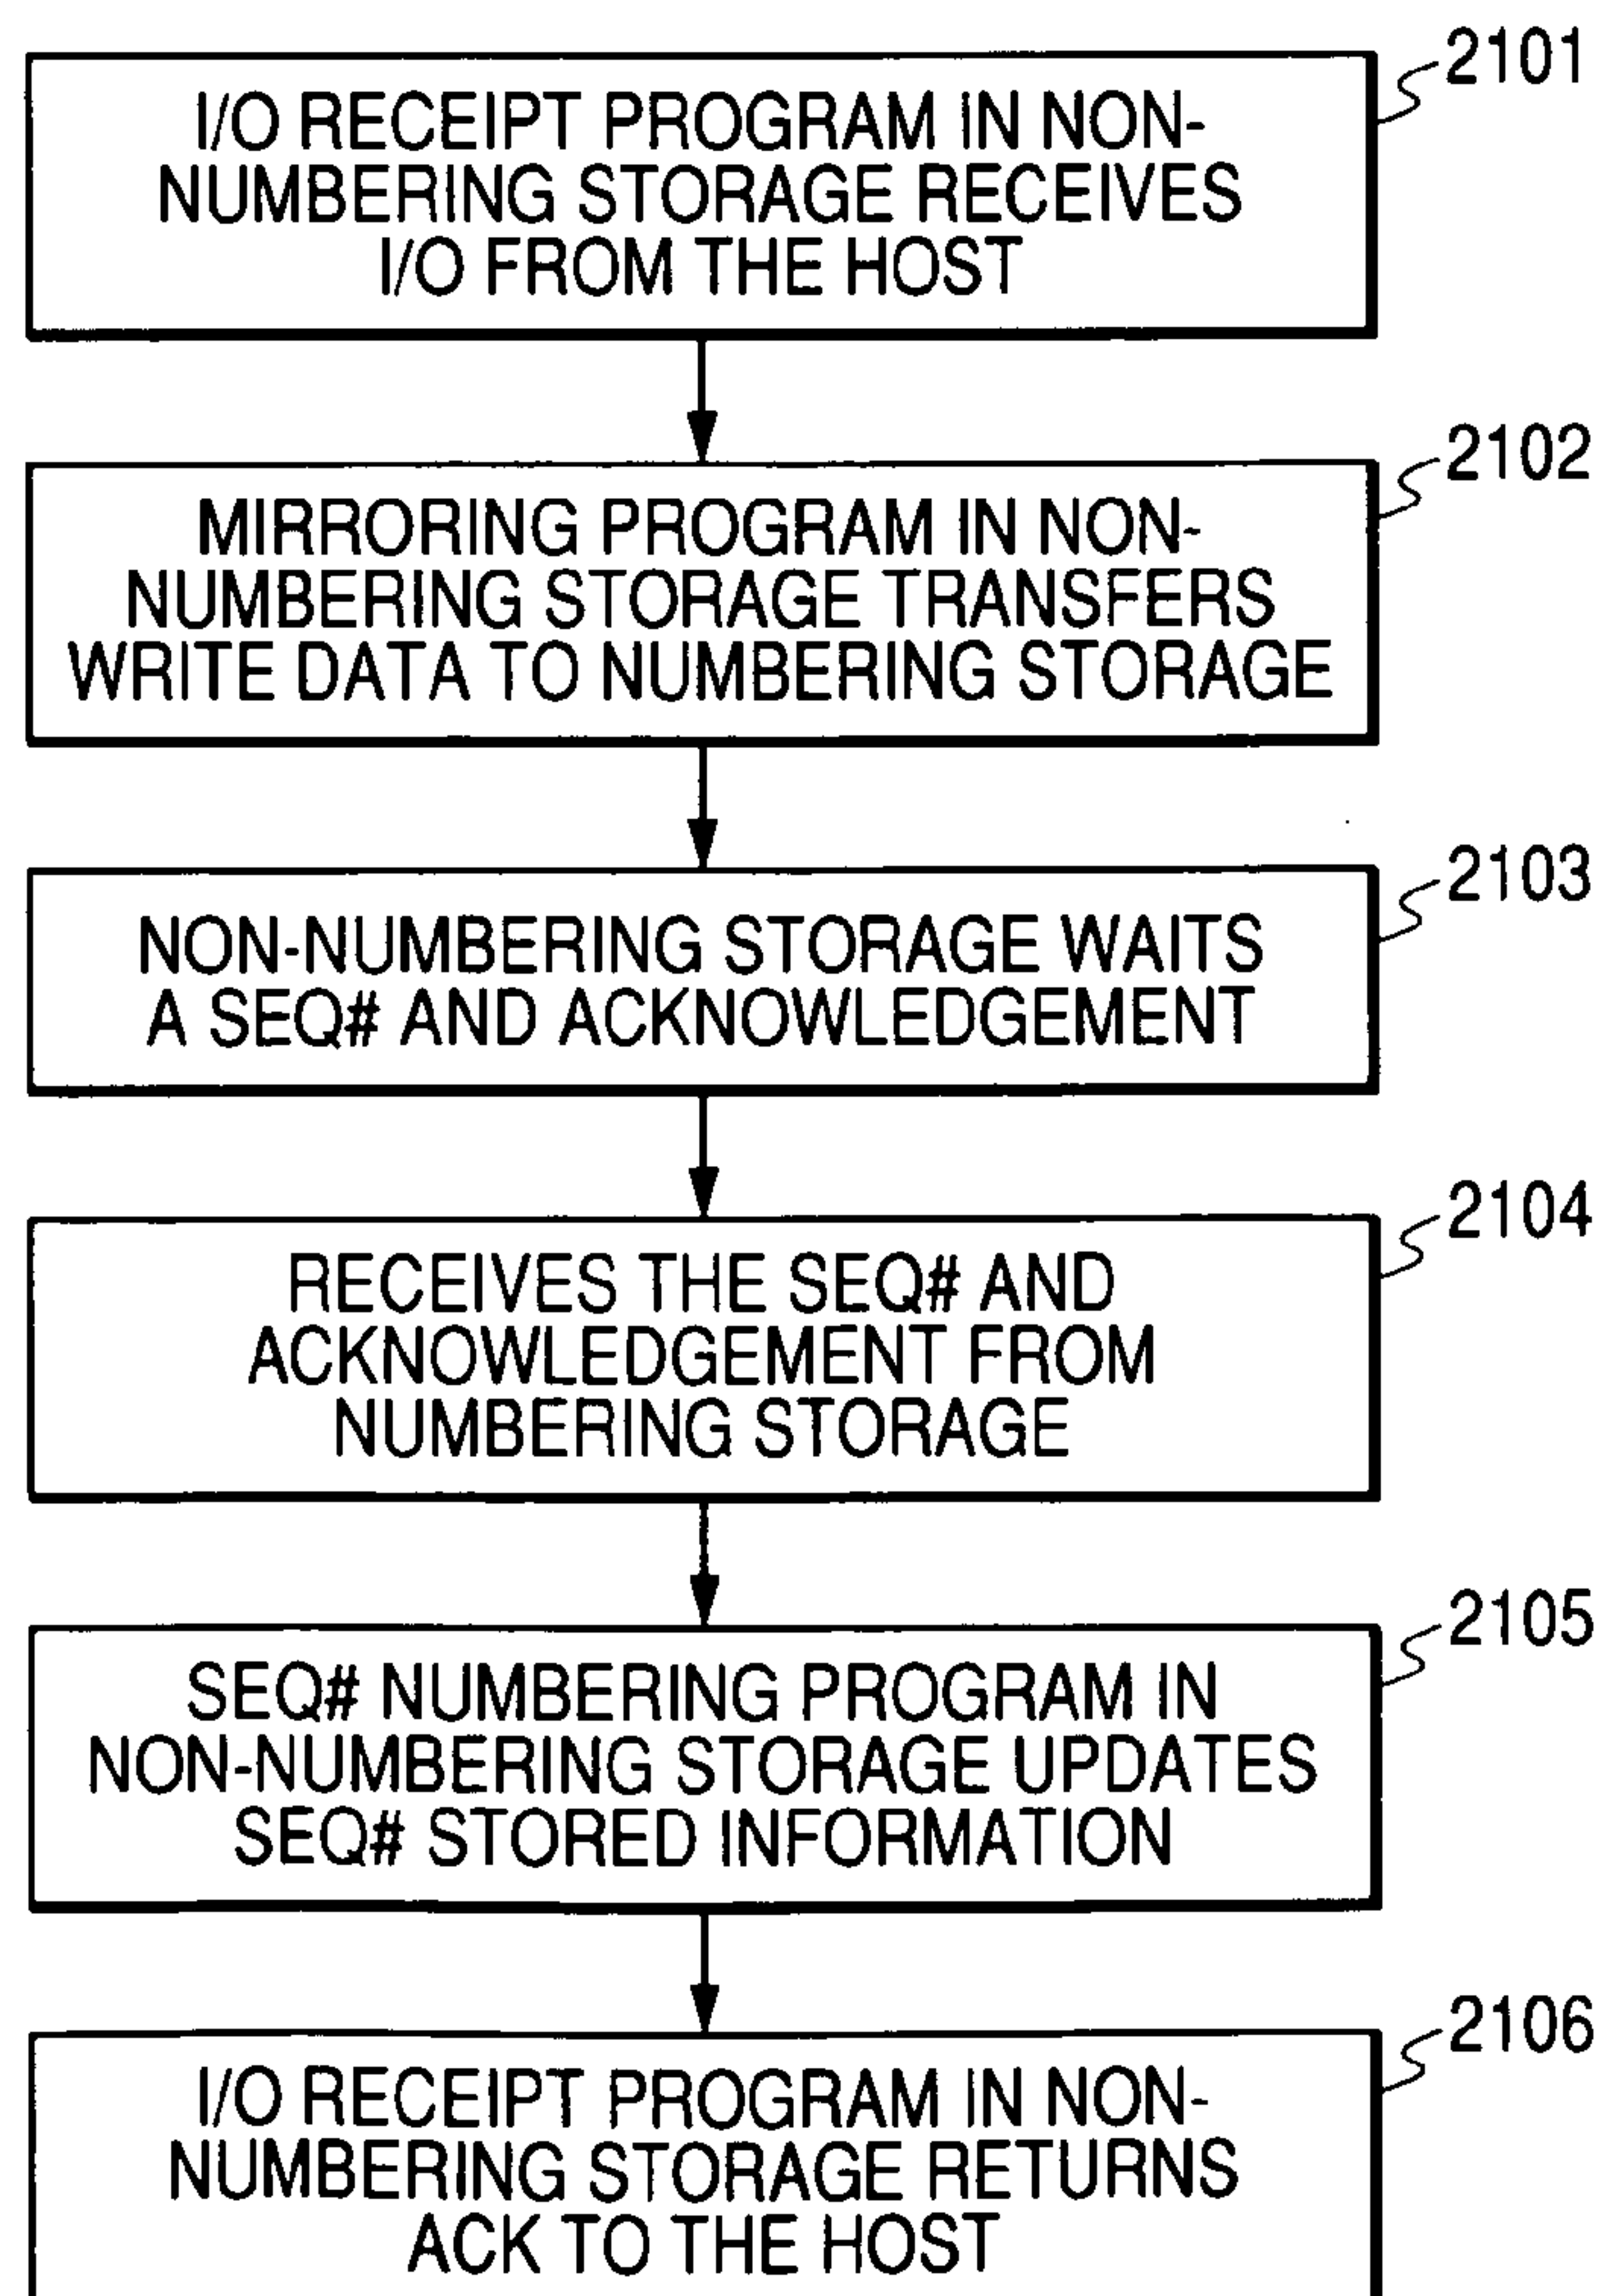 2101
I/O RECEIPT PROGRAM IN NON-
NUMBERING STORAGE RECEIVES
I/O FROM THE HOST
2102
MIRRORING PROGRAM IN NON-
NUMBERING STORAGE TRANSFERS
WRITE DATA TO NUMBERING STORAGE
2103
NON-NUMBERING STORAGE WAITS
A SEQ# AND ACKNOWLEDGEMENT
2104
RECEIVES THE SEQ# AND
ACKNOWLEDGEMENT FROM
NUMBERING STORAGE
2105
SEQ# NUMBERING PROGRAM IN
NON-NUMBERING STORAGE UPDATES
SEQ# STORED INFORMATION
2106
I/O RECEIPT PROGRAM IN NON-
NUMBERING STORAGE RETURNS
ACK TO THE HOST